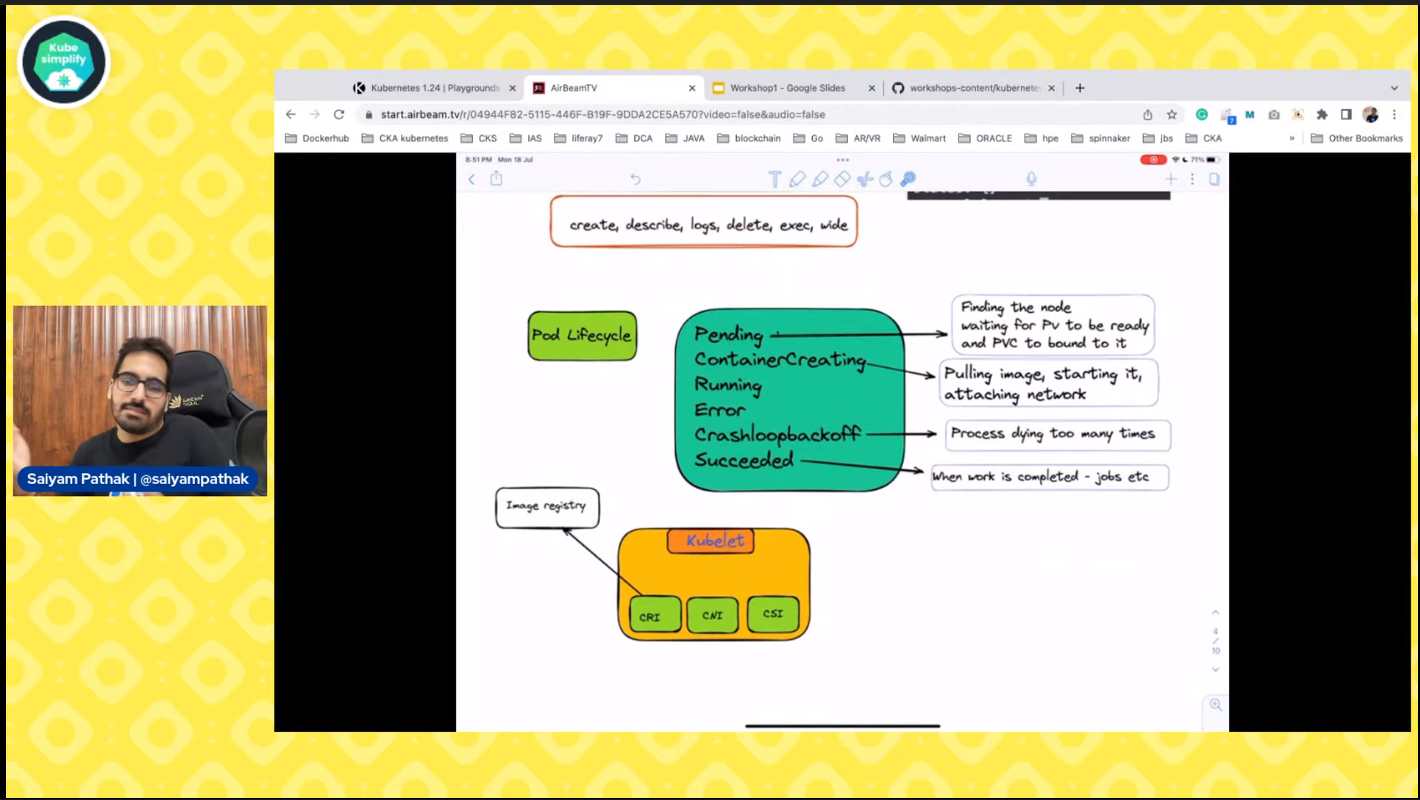 Kube
simplify
Kubernetes 1.24 | Playgrounds
AirBeamTV
Workshop1 - Google Slides
workshops-content/kubernete
start.airbeam.tv/r/04944F82-5115-446F-B19F-9DDA2CE5A570?video=false&audio=false
Dockerhub
CKA kubernetes
CKS
IAS
liferay7
DCA
JAVA
blockchain
Go
AR/VR
Walmart
ORACLE
hpe
spinnaker
jbs
CKA
»
Other Bookmarks
8:51 PM Mon 18 Jul
71%
create, describe, logs, delete, exec, wide
Pod Lifecycle
Pending
ContainerCreating
Running
Error
Crashloopbackoff
Succeeded
Finding the node
waiting for Pv to be ready
and PVC to bound to it
Pulling image, starting it,
attaching network
Process dying too many times
When work is completed - jobs etc
Image registry
Kubelet
CRI
CNI
CSI
4
/
10
Saiyam Pathak | @saiyampathak